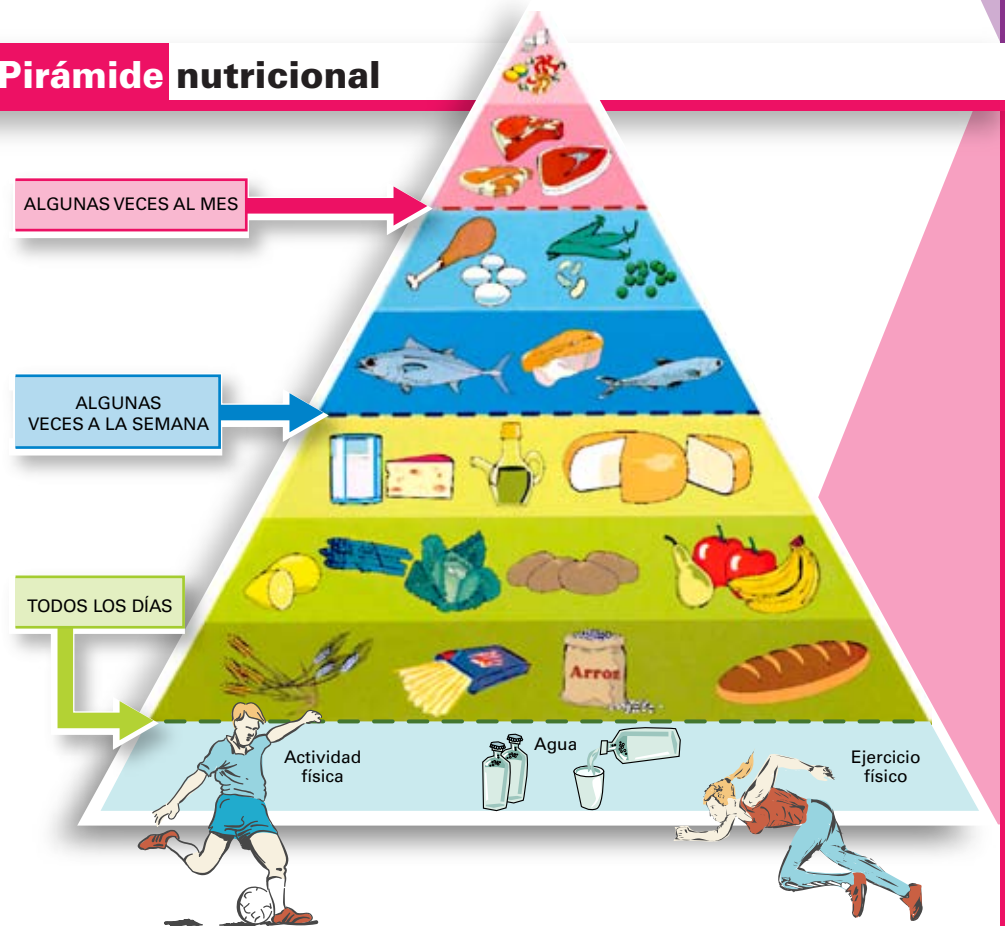 Pirámide nutricional
ALGUNAS VECES AL MES
ALGUNAS
VECES A LA SEMANA
TODOS LOS DÍAS
Arroz
Actividad
física
Agua
Ejercicio
físico